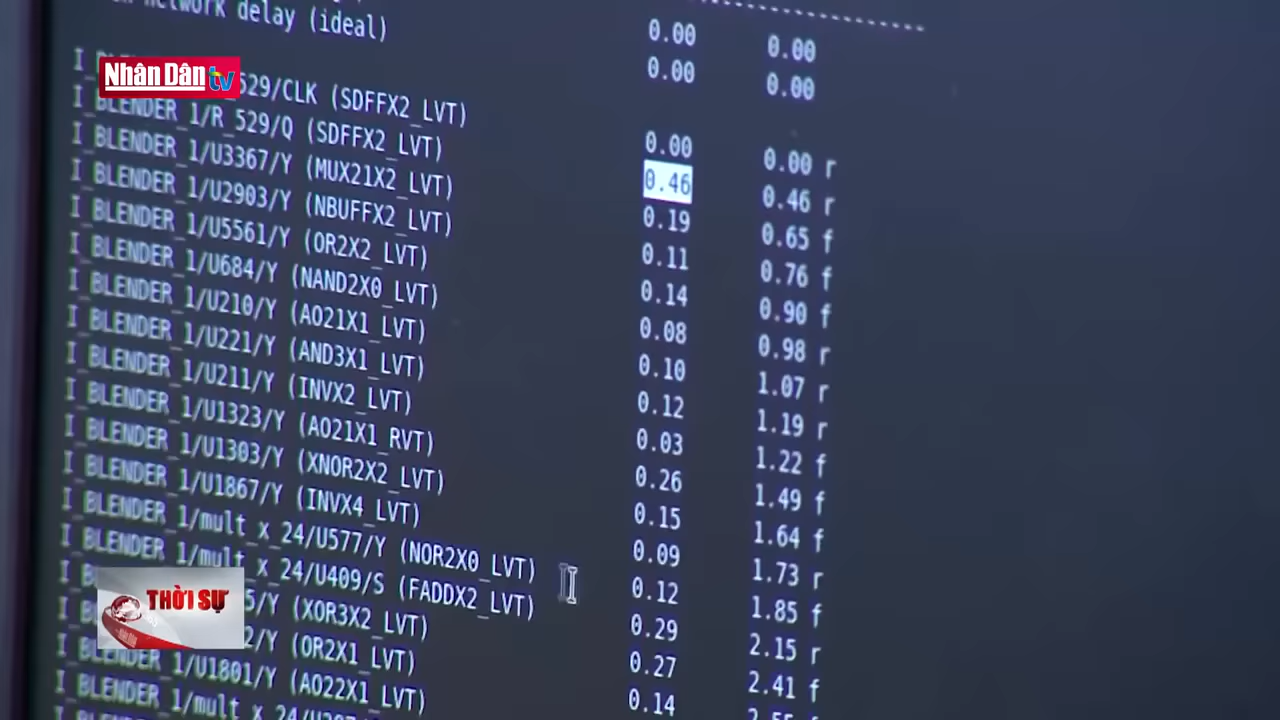 0.00 0.00
network delay (ideal) 0.00 0.00
Nhân Dân tv
529/CLK (SDFFX2_LVT) 0.00 0.00 r
I_BLENDER_1/R_529/Q (SDFFX2_LVT) 0.46 0.46 r
I_BLENDER_1/U3367/Y (MUX21X2_LVT) 0.19 0.65 f
I_BLENDER_1/U2903/Y (NBUFFX2_LVT) 0.11 0.76 f
I_BLENDER_1/U5561/Y (OR2X2_LVT) 0.14 0.90 f
I_BLENDER_1/U684/Y (NAND2X0_LVT) 0.08 0.98 r
I_BLENDER_1/U210/Y (AO21X1_LVT) 0.10 1.07 r
I_BLENDER_1/U221/Y (AND3X1_LVT) 0.12 1.19 r
I_BLENDER_1/U211/Y (INVX2_LVT) 0.03 1.22 f
I_BLENDER_1/U1323/Y (AO21X1_RVT) 0.26 1.49 f
I_BLENDER_1/U1303/Y (XNOR2X2_LVT) 0.15 1.64 f
I_BLENDER_1/U1867/Y (INVX4_LVT) 0.09 1.73 r
I_BLENDER_1/mult_x_24/U577/Y (NOR2X0_LVT) 0.12 1.85 f
I_BLENDER_1/mult_x_24/U409/S (FADDX2_LVT) 0.29 2.15 r
5/Y (XOR3X2_LVT) 0.27 2.41 f
2/Y (OR2X1_LVT) 0.14
I_BLENDER_1/U1801/Y (AO22X1_LVT)
I_BLENDER_1/mult_x_24
THỜI SỰ